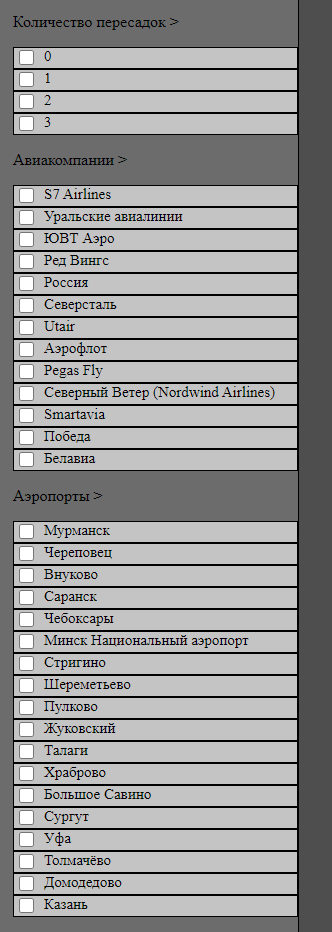 Количество пересадок >
0
1
2
3
Авиакомпании >
S7 Airlines
Уральские авиалинии
ЮВТ Аэро
Ред Вингс
Россия
Северсталь
Utair
Аэрофлот
Pegas Fly
Северный Ветер (Nordwind Airlines)
Smartavia
Победа
Белавиа
Аэропорты >
Мурманск
Череповец
Внуково
Саранск
Чебоксары
Минск Национальный аэропорт
Стригино
Шереметьево
Пулково
Жуковский
Талаги
Храброво
Большое Савино
Сургут
Уфа
Толмачёво
Домодедово
Казань